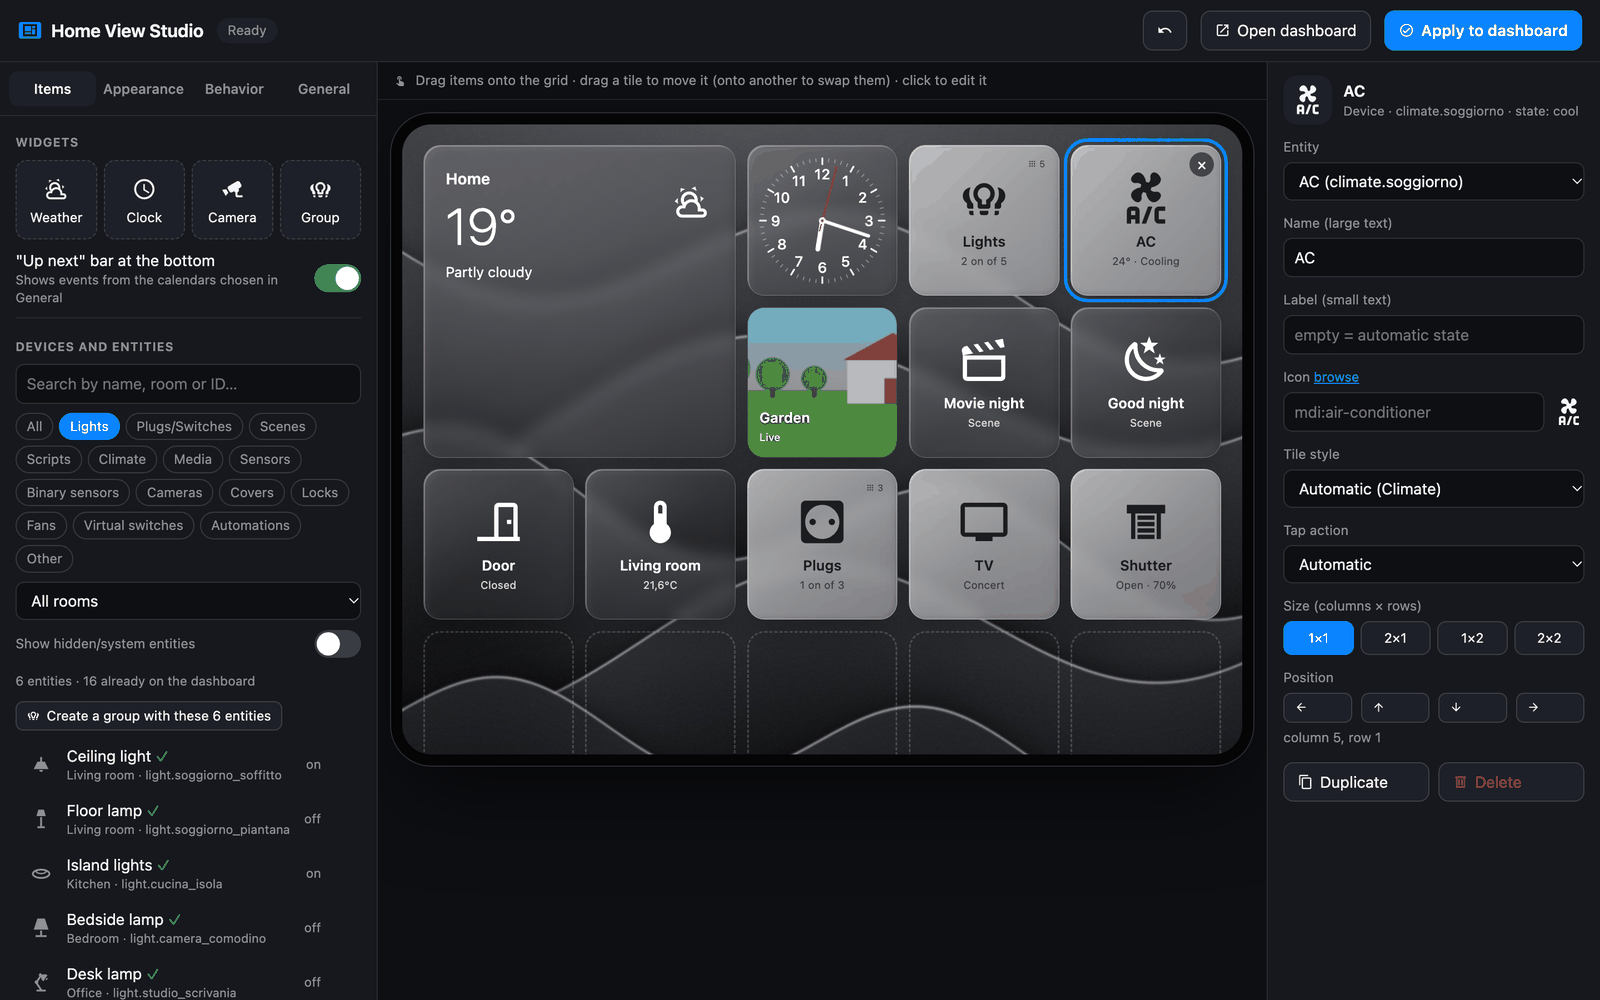 Home View Studio
Ready
Open dashboard
Apply to dashboard
Items
Appearance
Behavior
General
Drag items onto the grid · drag a tile to move it (onto another to swap them) · click to edit it
WIDGETS
Weather
Clock
Camera
Group
"Up next" bar at the bottom
Shows events from the calendars chosen in
General
DEVICES AND ENTITIES
Search by name, room or ID...
All
Lights
Plugs/Switches
Scenes
Scripts
Climate
Media
Sensors
Binary sensors
Cameras
Covers
Locks
Fans
Virtual switches
Automations
Other
All rooms
Show hidden/system entities
6 entities · 16 already on the dashboard
Create a group with these 6 entities
Ceiling light
Living room · light.soggiorno_soffitto
on
Floor lamp
Living room · light.soggiorno_piantana
off
Island lights
Kitchen · light.cucina_isola
on
Bedside lamp
Bedroom · light.camera_comodino
off
Desk lamp
Office · light.studio_scrivania
off
Home
19°
Partly cloudy
12
1
2
3
4
5
6
7
8
9
10
11
5
Lights
2 on of 5
A/C
AC
24° · Cooling
Garden
Live
Movie night
Scene
Good night
Scene
Door
Closed
Living room
21,6°C
3
Plugs
1 on of 3
TV
Concert
Shutter
Open · 70%
A/C
AC
Device · climate.soggiorno · state: cool
Entity
AC (climate.soggiorno)
Name (large text)
AC
Label (small text)
empty = automatic state
Icon browse
mdi:air-conditioner
A/C
Tile style
Automatic (Climate)
Tap action
Automatic
Size (columns × rows)
1×1
2×1
1×2
2×2
Position
column 5, row 1
Duplicate
Delete